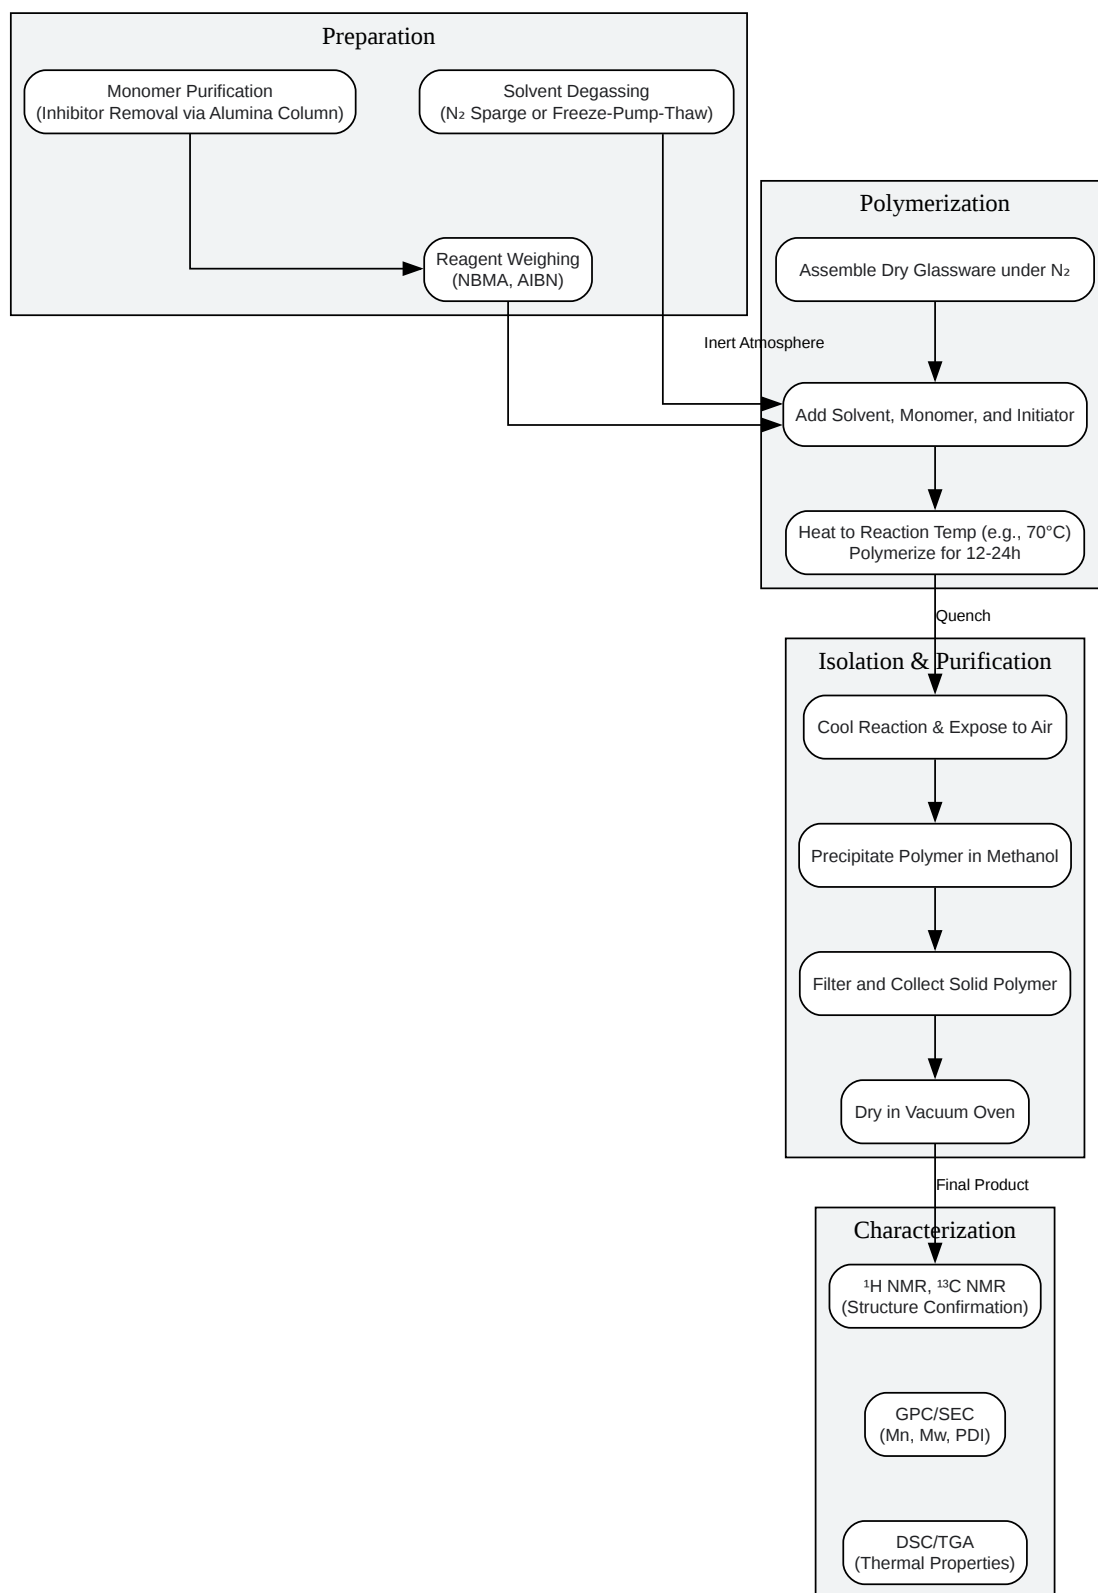 Preparation
Monomer Purification
(Inhibitor Removal via Alumina Column)
Solvent Degassing
(N₂ Sparge or Freeze-Pump-Thaw)
Reagent Weighing
(NBMA, AIBN)
Polymerization
Assemble Dry Glassware under N₂
Inert Atmosphere
Add Solvent, Monomer, and Initiator
Heat to Reaction Temp (e.g., 70°C)
Polymerize for 12-24h
Quench
Isolation & Purification
Cool Reaction & Expose to Air
Precipitate Polymer in Methanol
Filter and Collect Solid Polymer
Dry in Vacuum Oven
Final Product
Characterization
¹H NMR, ¹³C NMR
(Structure Confirmation)
GPC/SEC
(Mn, Mw, PDI)
DSC/TGA
(Thermal Properties)